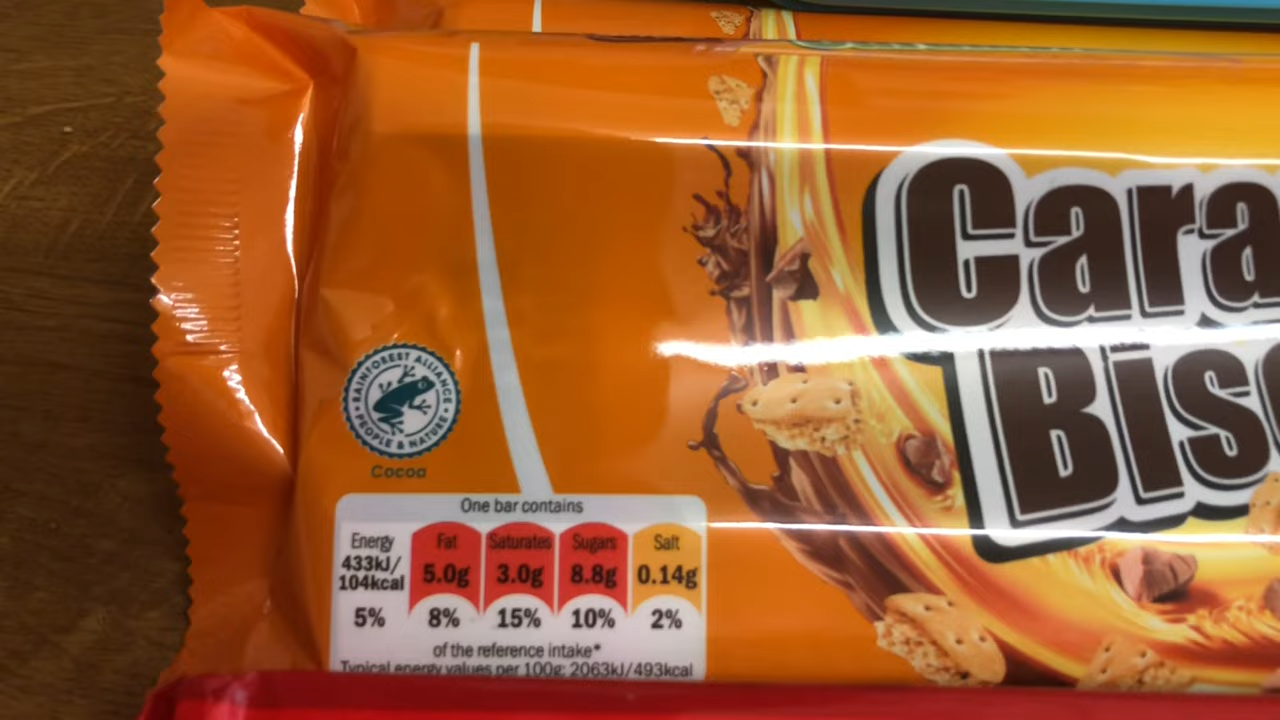 Cara
Bisc
RAINFOREST ALLIANCE
PEOPLE & NATURE
Cocoa
One bar contains
Energy
433kJ/
104kcal
5%
Fat
5.0g
8%
Saturates
3.0g
15%
Sugars
8.8g
10%
Salt
0.14g
2%
of the reference intake*
Typical energy values per 100g: 2063kJ/493kcal